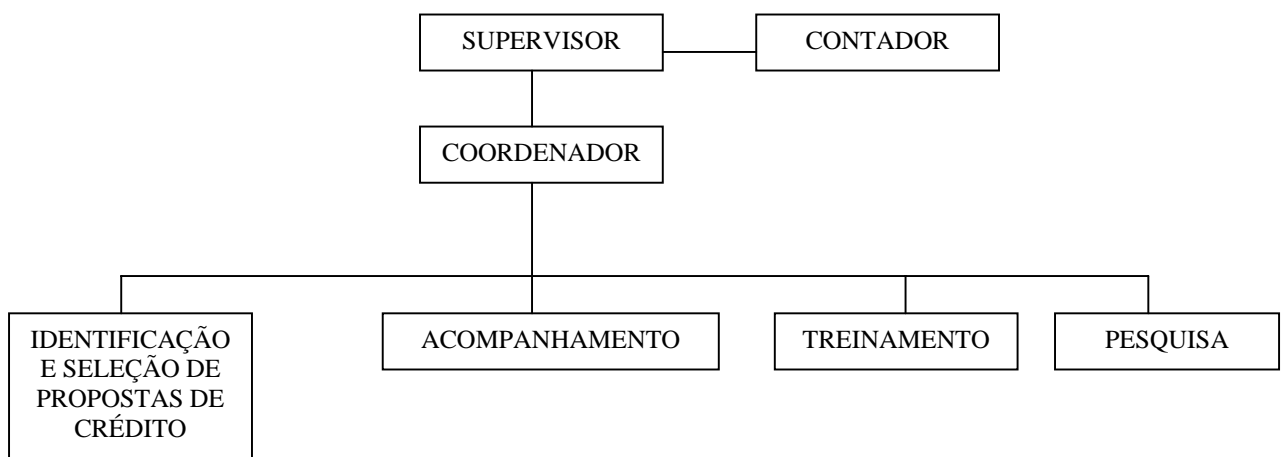 SUPERVISOR
CONTADOR
COORDENADOR
IDENTIFICAÇÃO
E SELEÇÃO DE
PROPOSTAS DE
CRÉDITO
ACOMPANHAMENTO
TREINAMENTO
PESQUISA